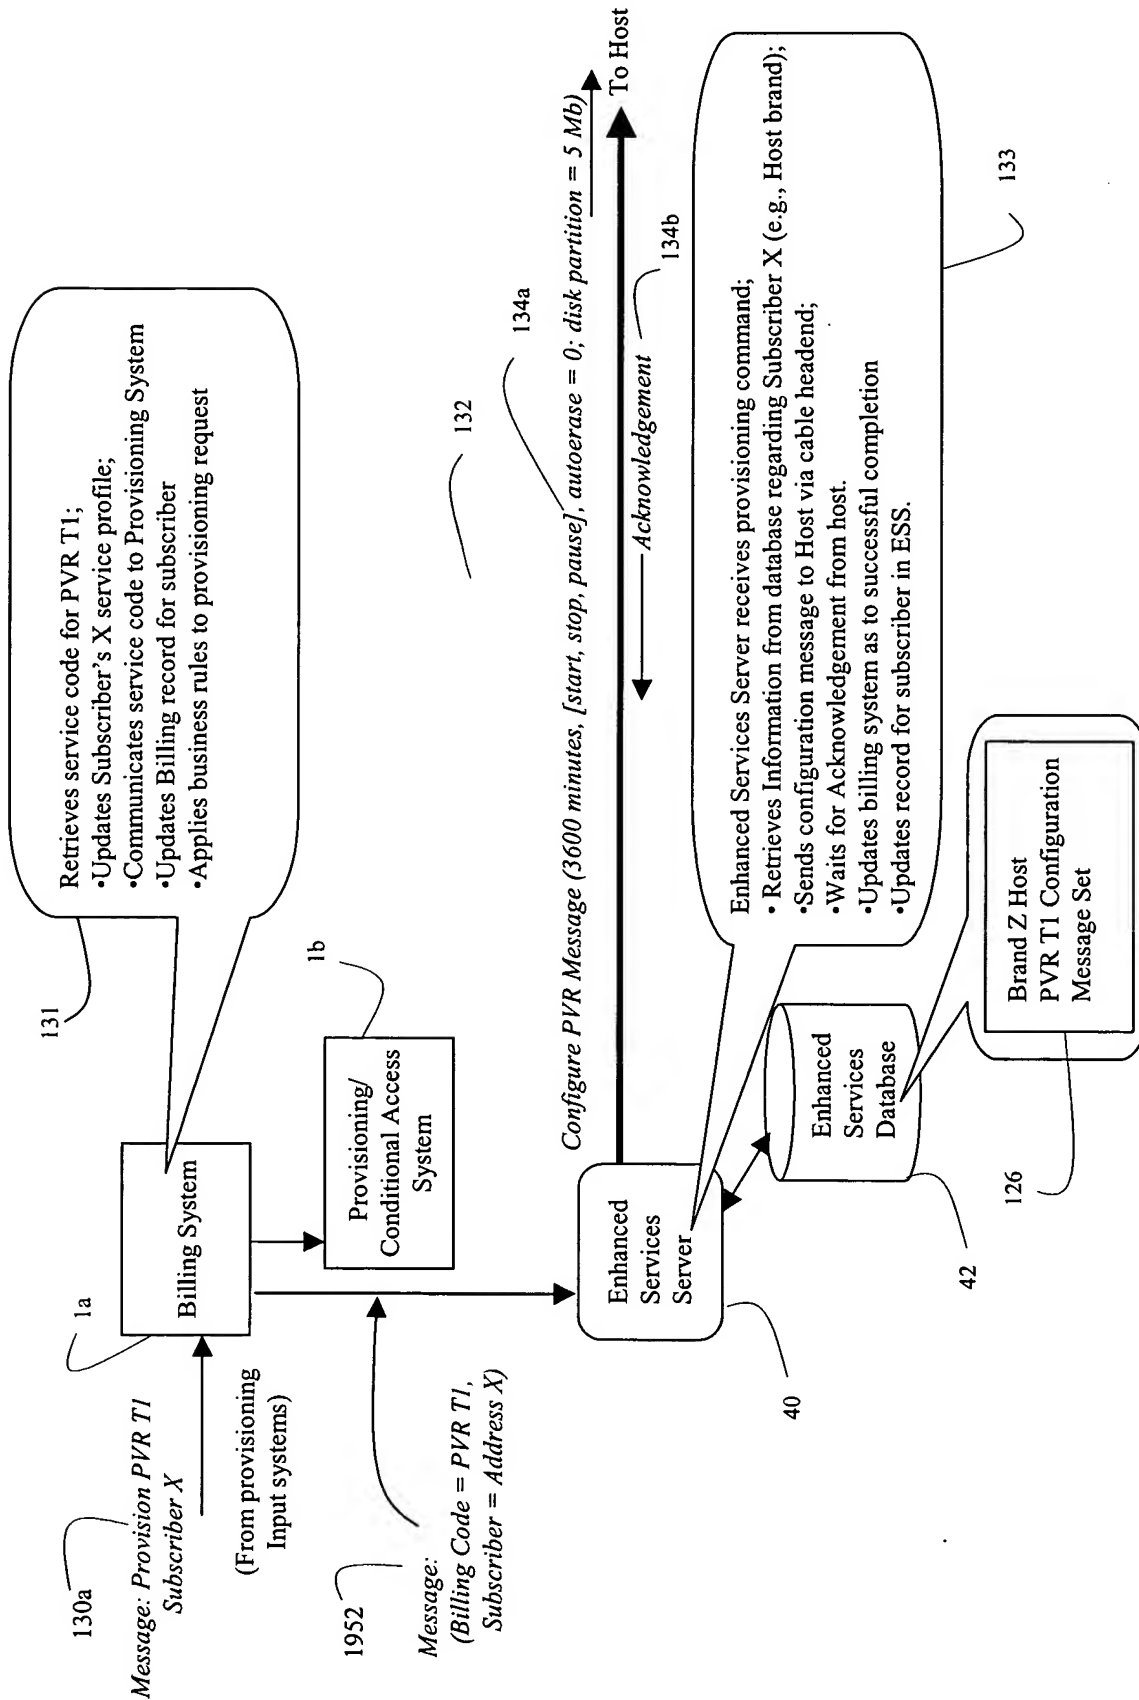 130a
Message: Provision PVR T1
Subscriber X
(From provisioning
Input systems)
1a
Billing System
131
Retrieves service code for PVR T1;
•Updates Subscriber's X service profile;
•Communicates service code to Provisioning System
•Updates Billing record for subscriber
•Applies business rules to provisioning request
1b
Provisioning/
Conditional Access
System
1952
Message:
(Billing Code = PVR T1,
Subscriber = Address X)
132
134a
Configure PVR Message (3600 minutes, [start, stop, pause], autoerase = 0; disk partition = 5 Mb)
To Host
Acknowledgement
134b
Enhanced
Services
Server
40
Enhanced Services Server receives provisioning command;
• Retrieves Information from database regarding Subscriber X (e.g., Host brand);
•Sends configuration message to Host via cable headend;
•Waits for Acknowledgement from host.
•Updates billing system as to successful completion
•Updates record for subscriber in ESS.
133
Enhanced
Services
Database
42
Brand Z Host
PVR T1 Configuration
Message Set
126